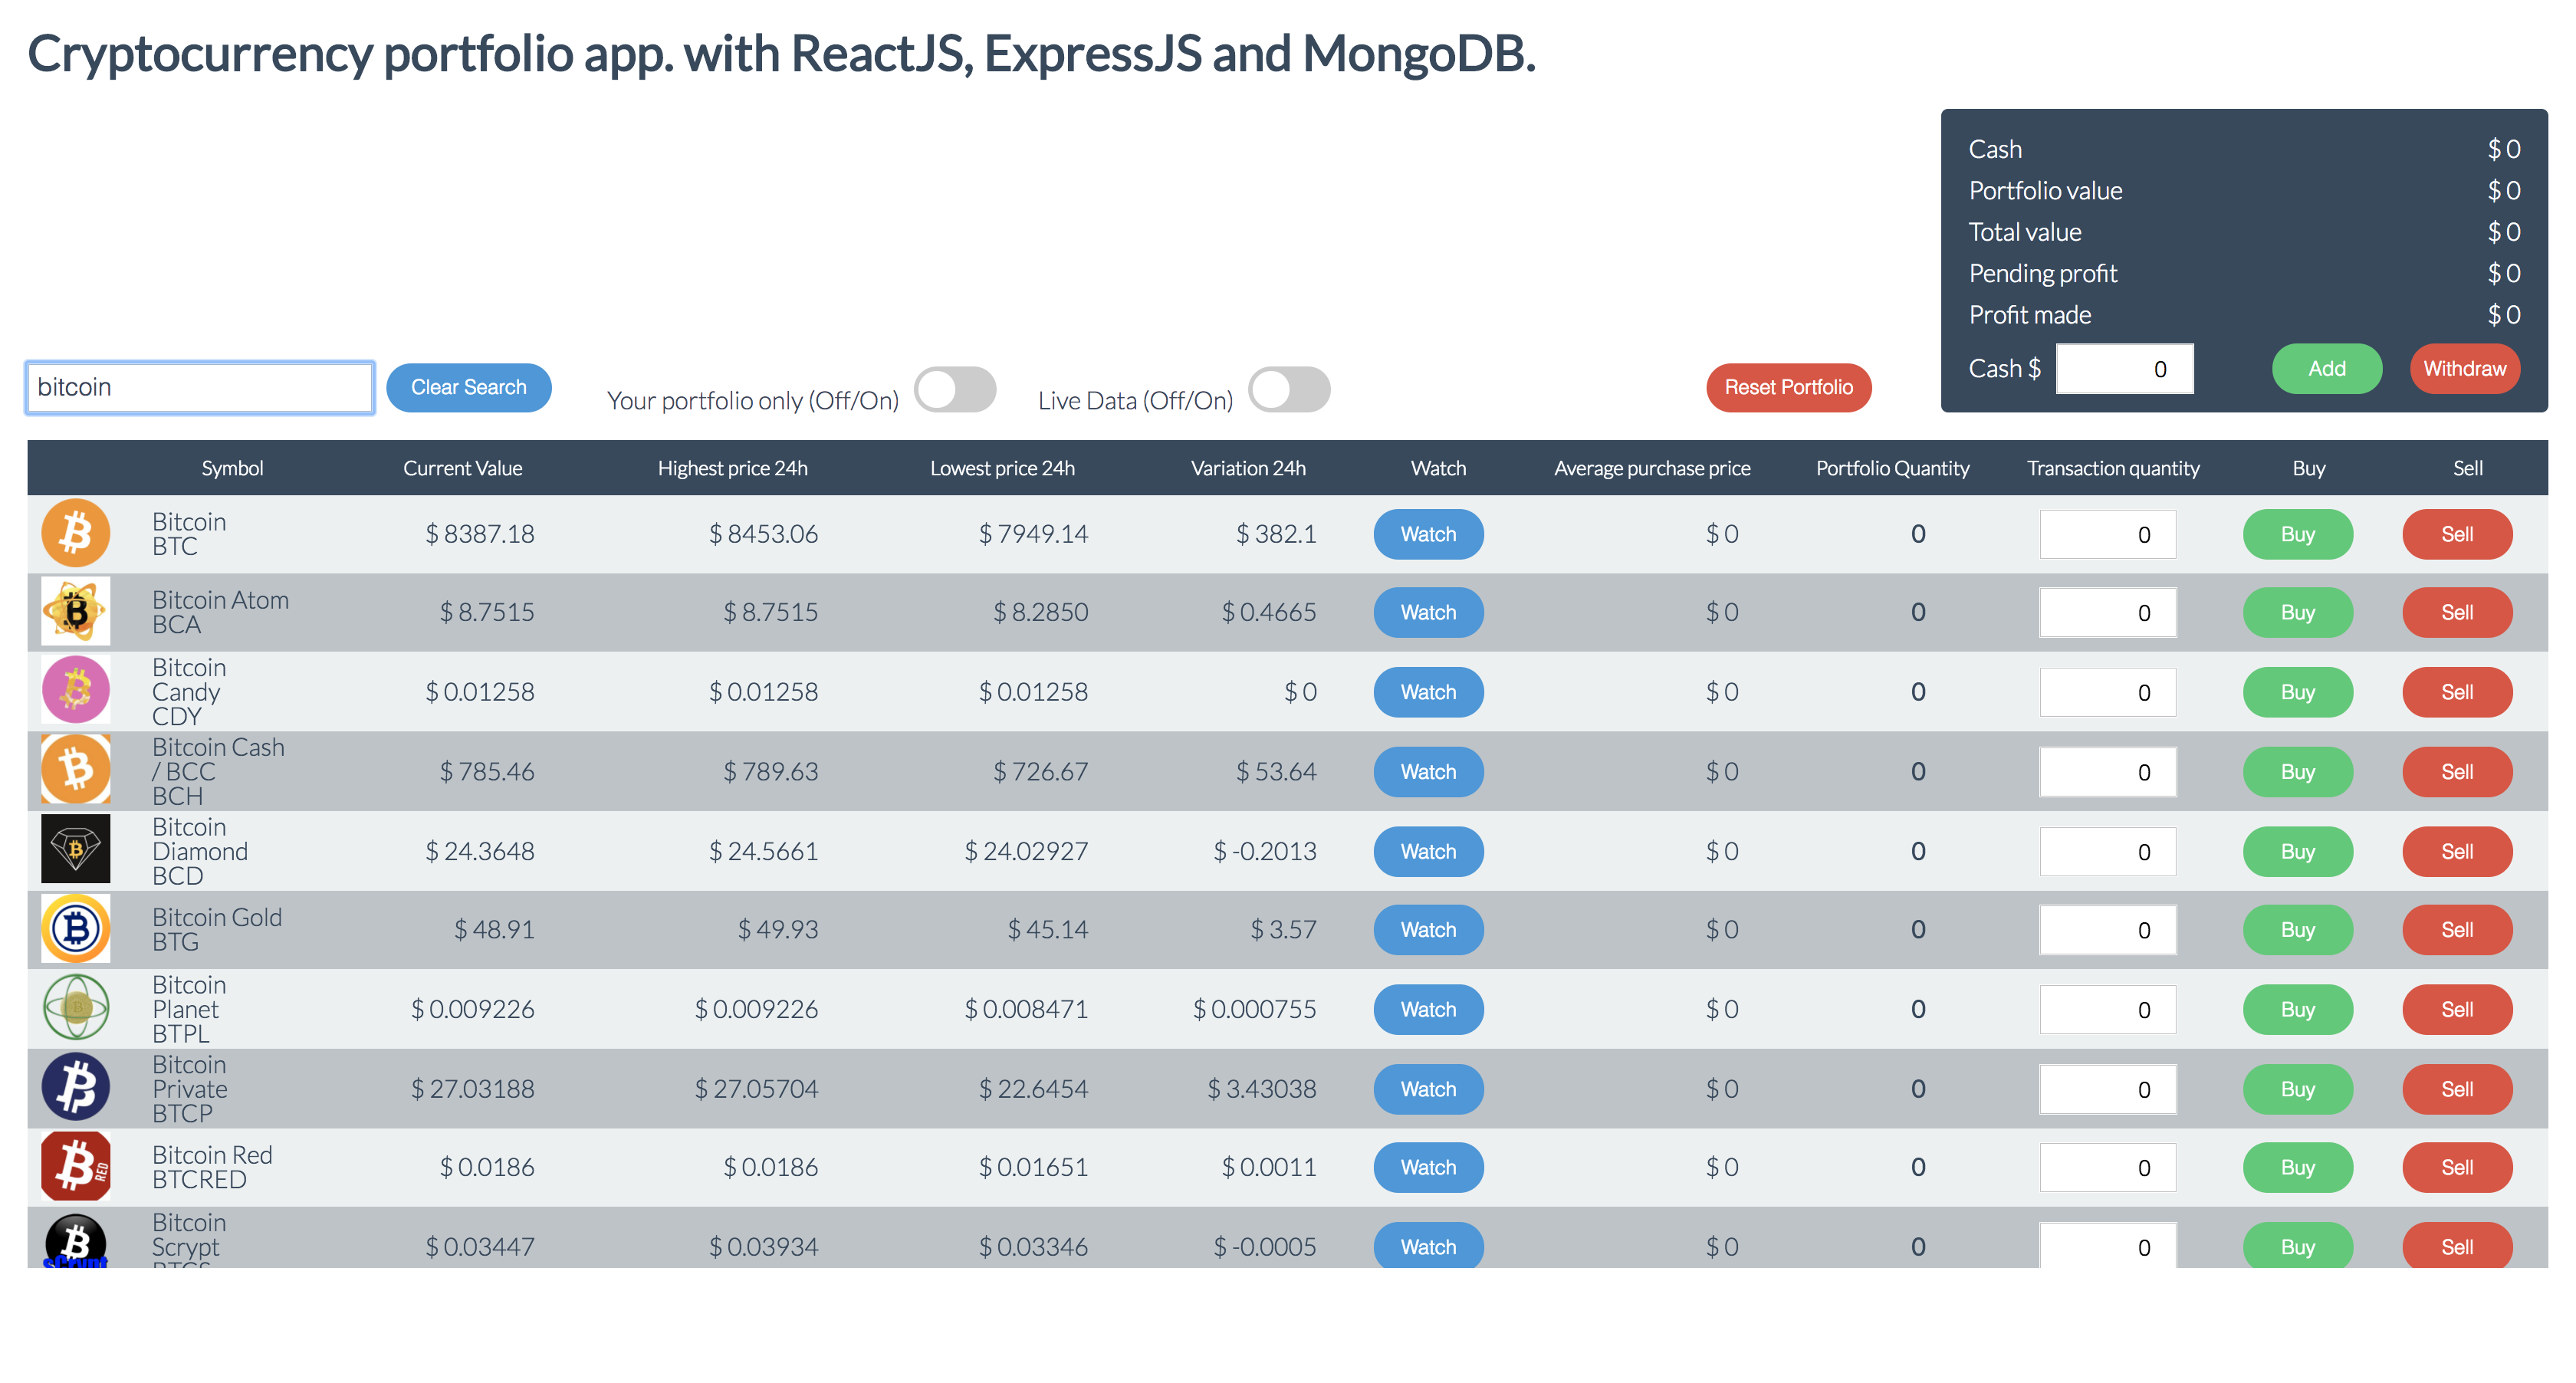 Cryptocurrency portfolio app. with ReactJS, ExpressJS and MongoDB.
Cash $ 0
Portfolio value $ 0
Total value $ 0
Pending profit $ 0
Profit made $ 0
Cash $ 0 Add Withdraw
bitcoin Clear Search Your portfolio only (Off/On) Live Data (Off/On) Reset Portfolio
Symbol Current Value Highest price 24h Lowest price 24h Variation 24h Watch Average purchase price Portfolio Quantity Transaction quantity Buy Sell
Bitcoin
BTC
$ 8387.18 $ 8453.06 $ 7949.14 $ 382.1 Watch $ 0 0 0 Buy Sell
Bitcoin Atom
BCA
$ 8.7515 $ 8.7515 $ 8.2850 $ 0.4665 Watch $ 0 0 0 Buy Sell
Bitcoin
Candy
CDY
$ 0.01258 $ 0.01258 $ 0.01258 $ 0 Watch $ 0 0 0 Buy Sell
Bitcoin Cash
/ BCC
BCH
$ 785.46 $ 789.63 $ 726.67 $ 53.64 Watch $ 0 0 0 Buy Sell
Bitcoin
Diamond
BCD
$ 24.3648 $ 24.5661 $ 24.02927 $ -0.2013 Watch $ 0 0 0 Buy Sell
Bitcoin Gold
BTG
$ 48.91 $ 49.93 $ 45.14 $ 3.57 Watch $ 0 0 0 Buy Sell
Bitcoin
Planet
BTPL
$ 0.009226 $ 0.009226 $ 0.008471 $ 0.000755 Watch $ 0 0 0 Buy Sell
Bitcoin
Private
BTCP
$ 27.03188 $ 27.05704 $ 22.6454 $ 3.43038 Watch $ 0 0 0 Buy Sell
RED
Bitcoin Red
BTCRED
$ 0.0186 $ 0.0186 $ 0.01651 $ 0.0011 Watch $ 0 0 0 Buy Sell
Bitcoin
Scrypt
$ 0.03447 $ 0.03934 $ 0.03346 $ -0.0005 Watch $ 0 0 0 Buy Sell